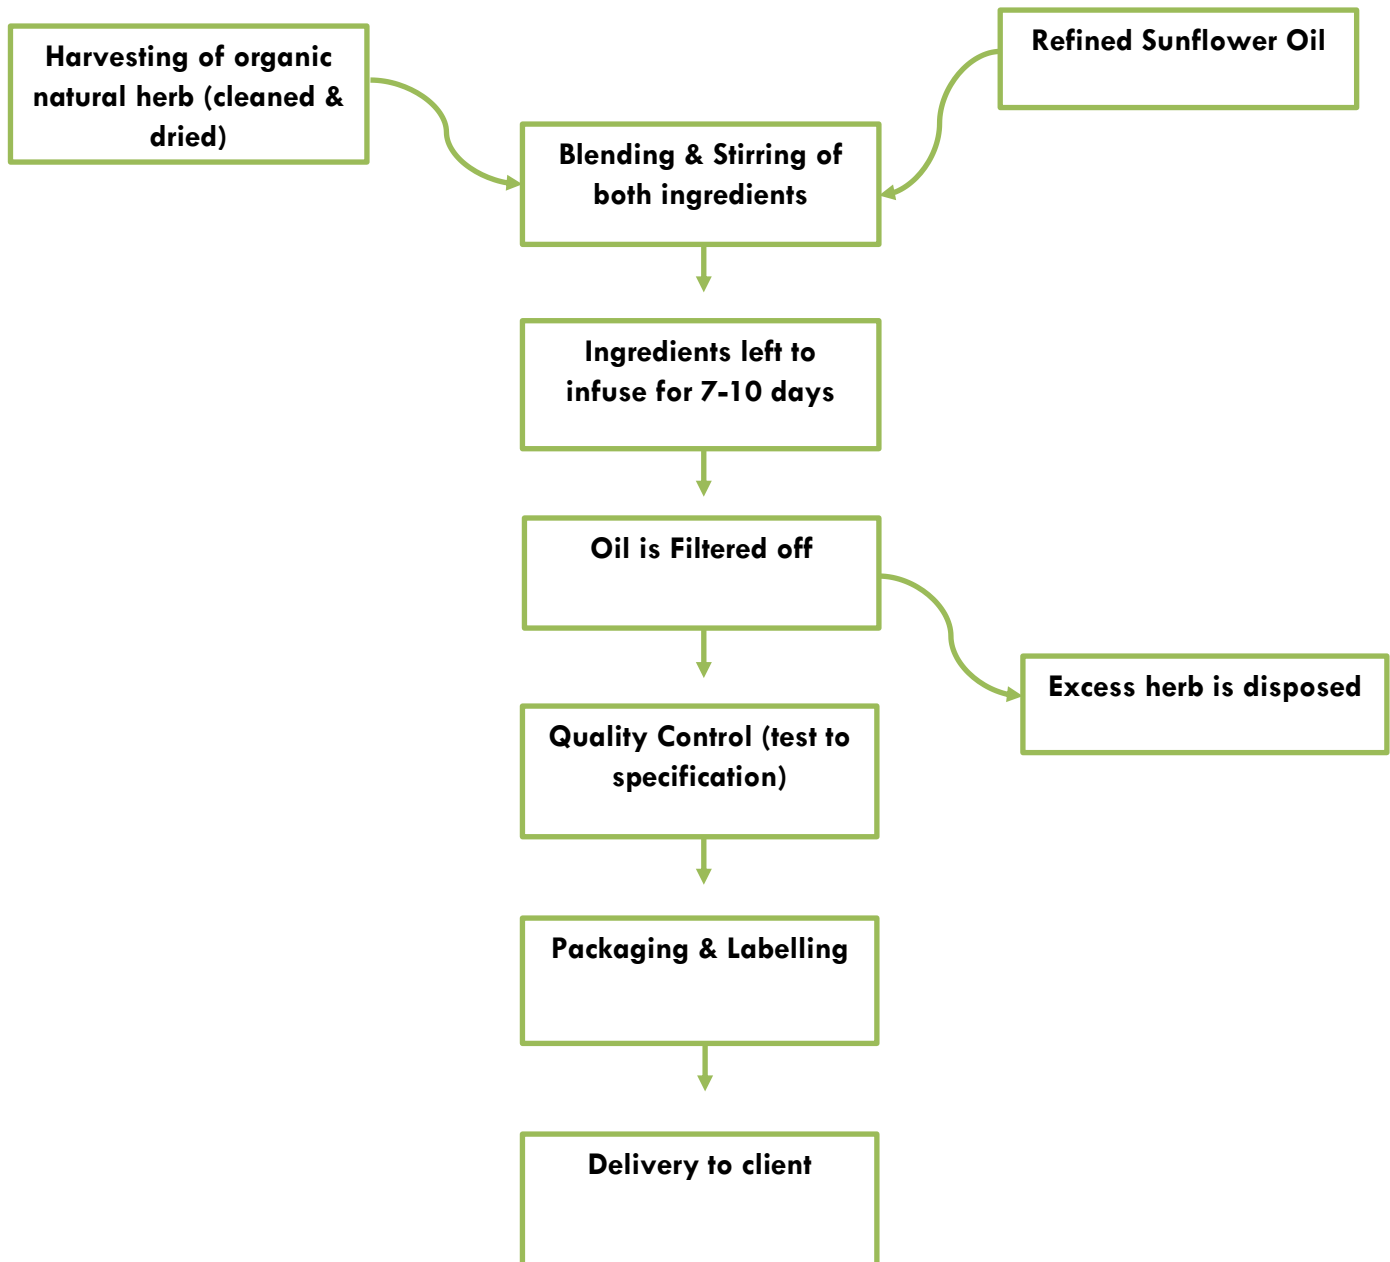 Harvesting of organic
natural herb (cleaned &
dried)
Refined Sunflower Oil
Blending & Stirring of
both ingredients
Ingredients left to
infuse for 7-10 days
Oil is Filtered off
Excess herb is disposed
Quality Control (test to
specification)
Packaging & Labelling
Delivery to client